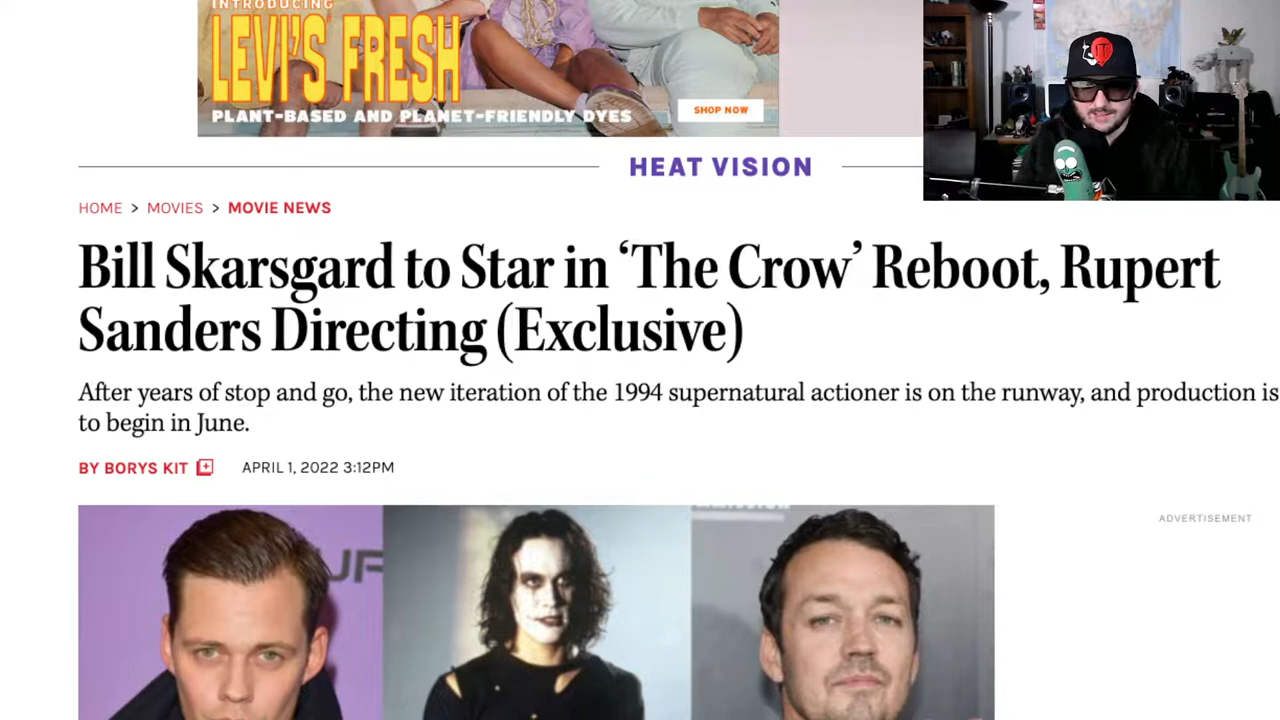 INTRODUCING
LEVI'S FRESH
PLANT-BASED AND PLANET-FRIENDLY DYES
SHOP NOW
HEAT VISION
HOME > MOVIES > MOVIE NEWS
Bill Skarsgard to Star in ‘The Crow’ Reboot, Rupert
Sanders Directing (Exclusive)
After years of stop and go, the new iteration of the 1994 supernatural actioner is on the runway, and production is
to begin in June.
BY BORYS KIT
APRIL 1, 2022 3:12PM
ADVERTISEMENT